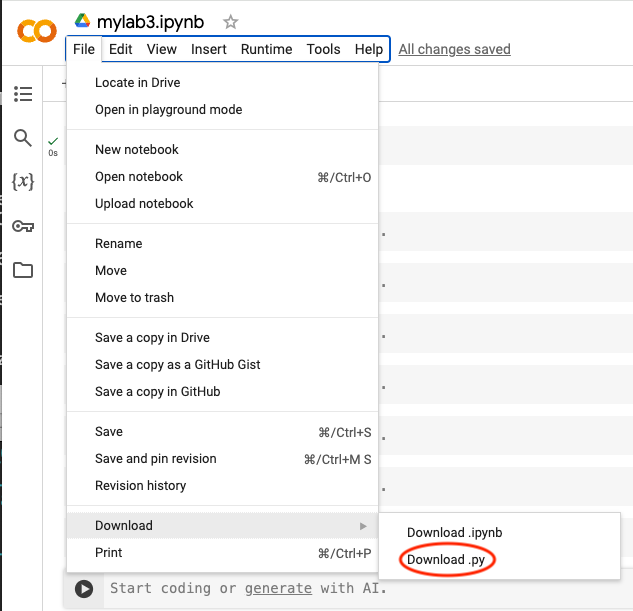 mylab3.ipynb
File Edit View Insert Runtime Tools Help All changes saved
Locate in Drive
Open in playground mode
0s
New notebook
{x}
Open notebook ⌘/Ctrl+O
Upload notebook
Rename
Move
Move to trash
Save a copy in Drive
Save a copy as a GitHub Gist
Save a copy in GitHub
Save ⌘/Ctrl+S
Save and pin revision ⌘/Ctrl+M S
Revision history
Download
Download .ipynb
Print ⌘/Ctrl+P
Download .py
Start coding or generate with AI.